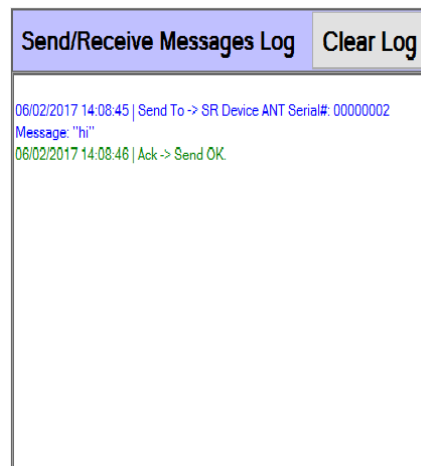 Send/Receive Messages Log Clear Log
06/02/2017 14:08:45 | Send To -> SR Device ANT Serial#: 00000002
Message: "hi"
06/02/2017 14:08:46 | Ack -> Send OK.